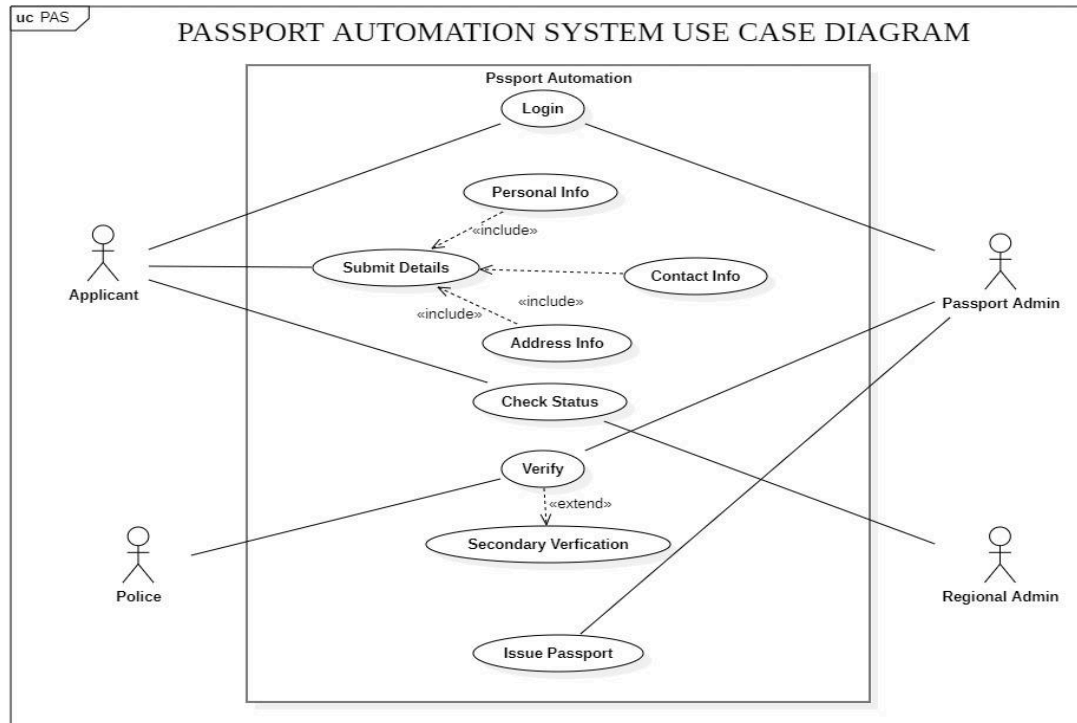 uc PAS
PASSPORT AUTOMATION SYSTEM USE CASE DIAGRAM
Pssport Automation
Login
Personal Info
«include»
Submit Details
Contact Info
Applicant
Passport Admin
«include»
«include»
Address Info
Check Status
Verify
«extend»
Secondary Verfication
Police
Regional Admin
Issue Passport